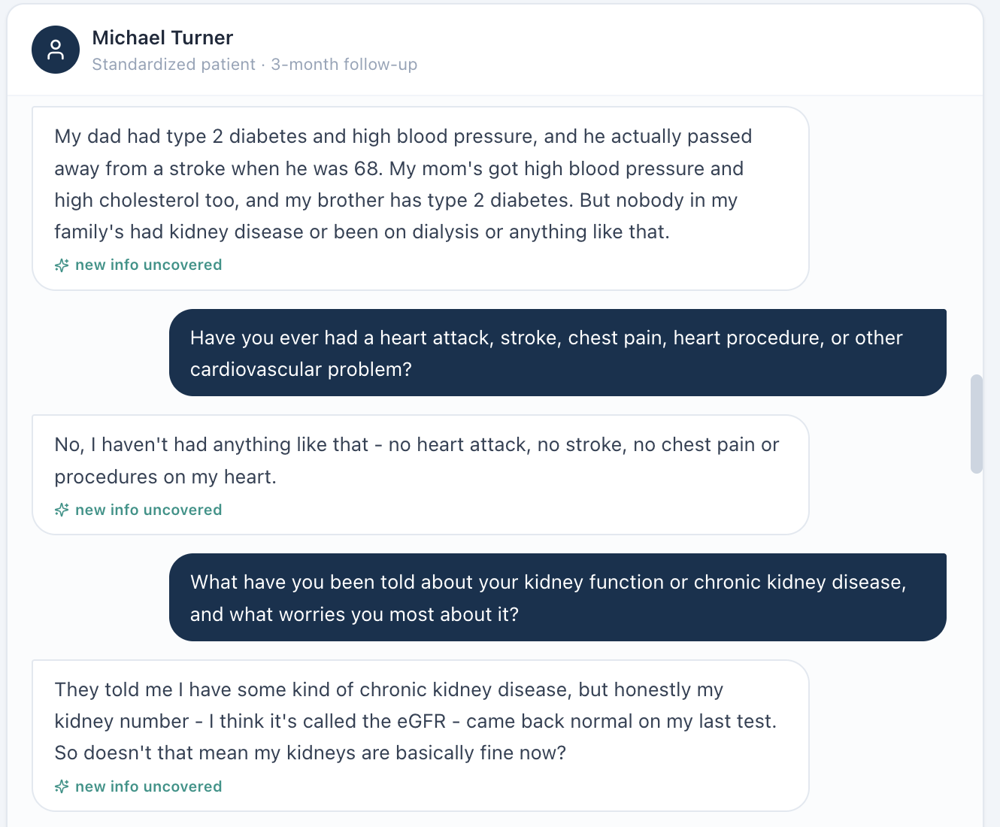 Michael Turner
Standardized patient · 3-month follow-up
My dad had type 2 diabetes and high blood pressure, and he actually passed
away from a stroke when he was 68. My mom's got high blood pressure and
high cholesterol too, and my brother has type 2 diabetes. But nobody in my
family's had kidney disease or been on dialysis or anything like that.
new info uncovered
Have you ever had a heart attack, stroke, chest pain, heart procedure, or other
cardiovascular problem?
No, I haven't had anything like that - no heart attack, no stroke, no chest pain or
procedures on my heart.
new info uncovered
What have you been told about your kidney function or chronic kidney disease,
and what worries you most about it?
They told me I have some kind of chronic kidney disease, but honestly my
kidney number - I think it's called the eGFR - came back normal on my last test.
So doesn't that mean my kidneys are basically fine now?
new info uncovered